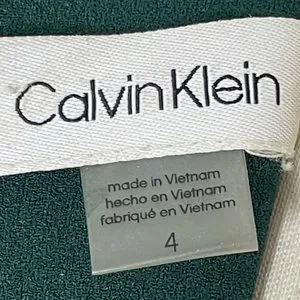 Calvin Klein
made in Vietnam
hecho en Vietnam
fabriqué en Vietnam
4